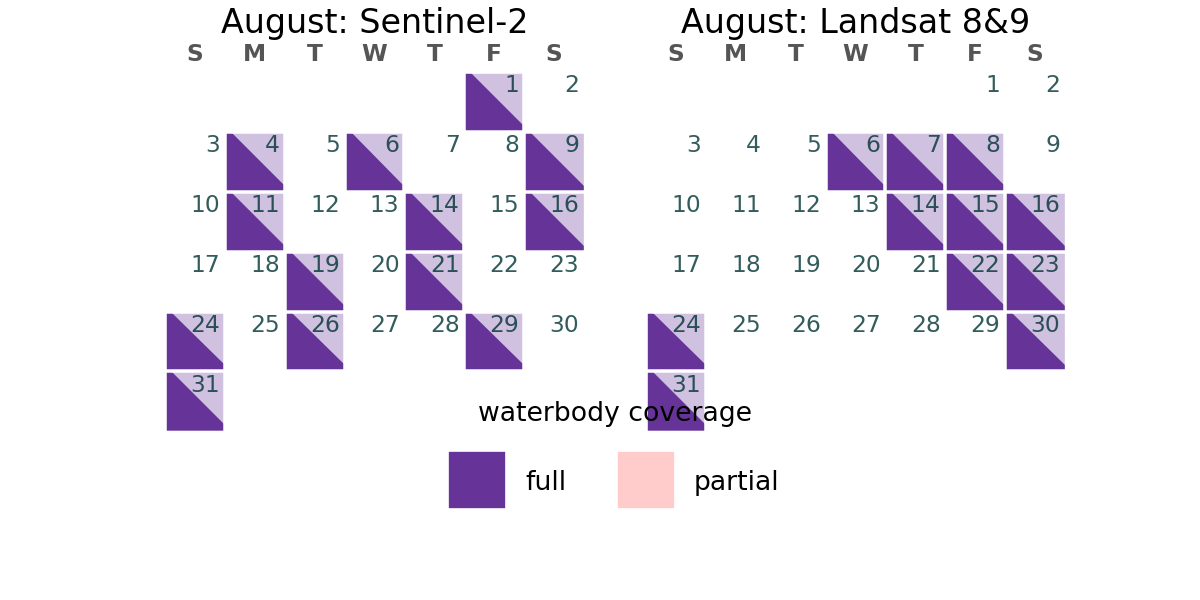 August: Sentinel-2
S M T W T F S
1 2
3 4 5 6 7 8 9
10 11 12 13 14 15 16
17 18 19 20 21 22 23
24 25 26 27 28 29 30
31
August: Landsat 8&9
S M T W T F S
1 2
3 4 5 6 7 8 9
10 11 12 13 14 15 16
17 18 19 20 21 22 23
24 25 26 27 28 29 30
31
waterbody coverage
full partial